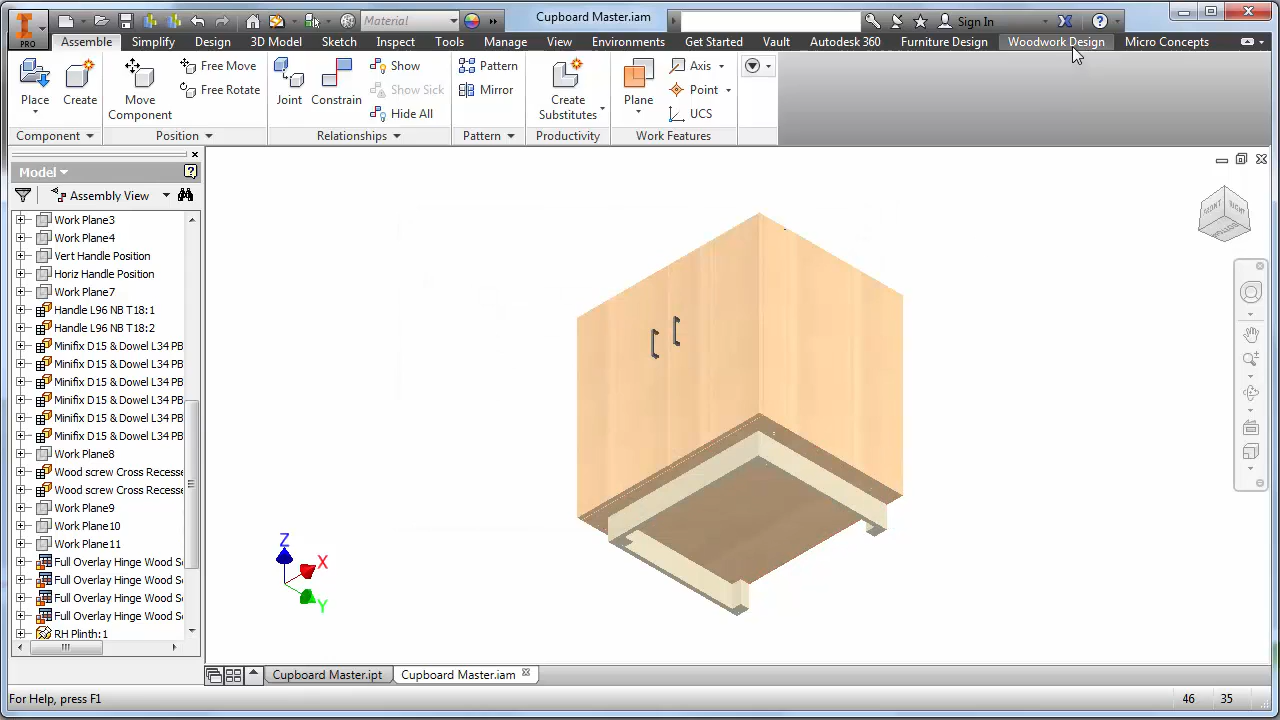 Material
Cupboard Master.iam
Sign In
PRO
Assemble
Simplify
Design
3D Model
Sketch
Inspect
Tools
Manage
View
Environments
Get Started
Vault
Autodesk 360
Furniture Design
Woodwork Design
Micro Concepts
Place
Create
Move Component
Free Move
Free Rotate
Joint
Constrain
Show
Show Sick
Hide All
Pattern
Mirror
Create Substitutes
Plane
Axis
Point
UCS
Component
Position
Relationships
Pattern
Productivity
Work Features
Model
Assembly View
Work Plane3
Work Plane4
Vert Handle Position
Horiz Handle Position
Work Plane7
Handle L96 NB T18:1
Handle L96 NB T18:2
Minifix D15 & Dowel L34 PB
Minifix D15 & Dowel L34 PB
Minifix D15 & Dowel L34 PB
Minifix D15 & Dowel L34 PB
Minifix D15 & Dowel L34 PB
Minifix D15 & Dowel L34 PB
Work Plane8
Wood screw Cross Recesse
Wood screw Cross Recesse
Work Plane9
Work Plane10
Work Plane11
Full Overlay Hinge Wood S
Full Overlay Hinge Wood S
Full Overlay Hinge Wood S
Full Overlay Hinge Wood S
RH Plinth:1
Z
X
Y
FRONT
RIGHT
Cupboard Master.ipt
Cupboard Master.iam
For Help, press F1
46
35